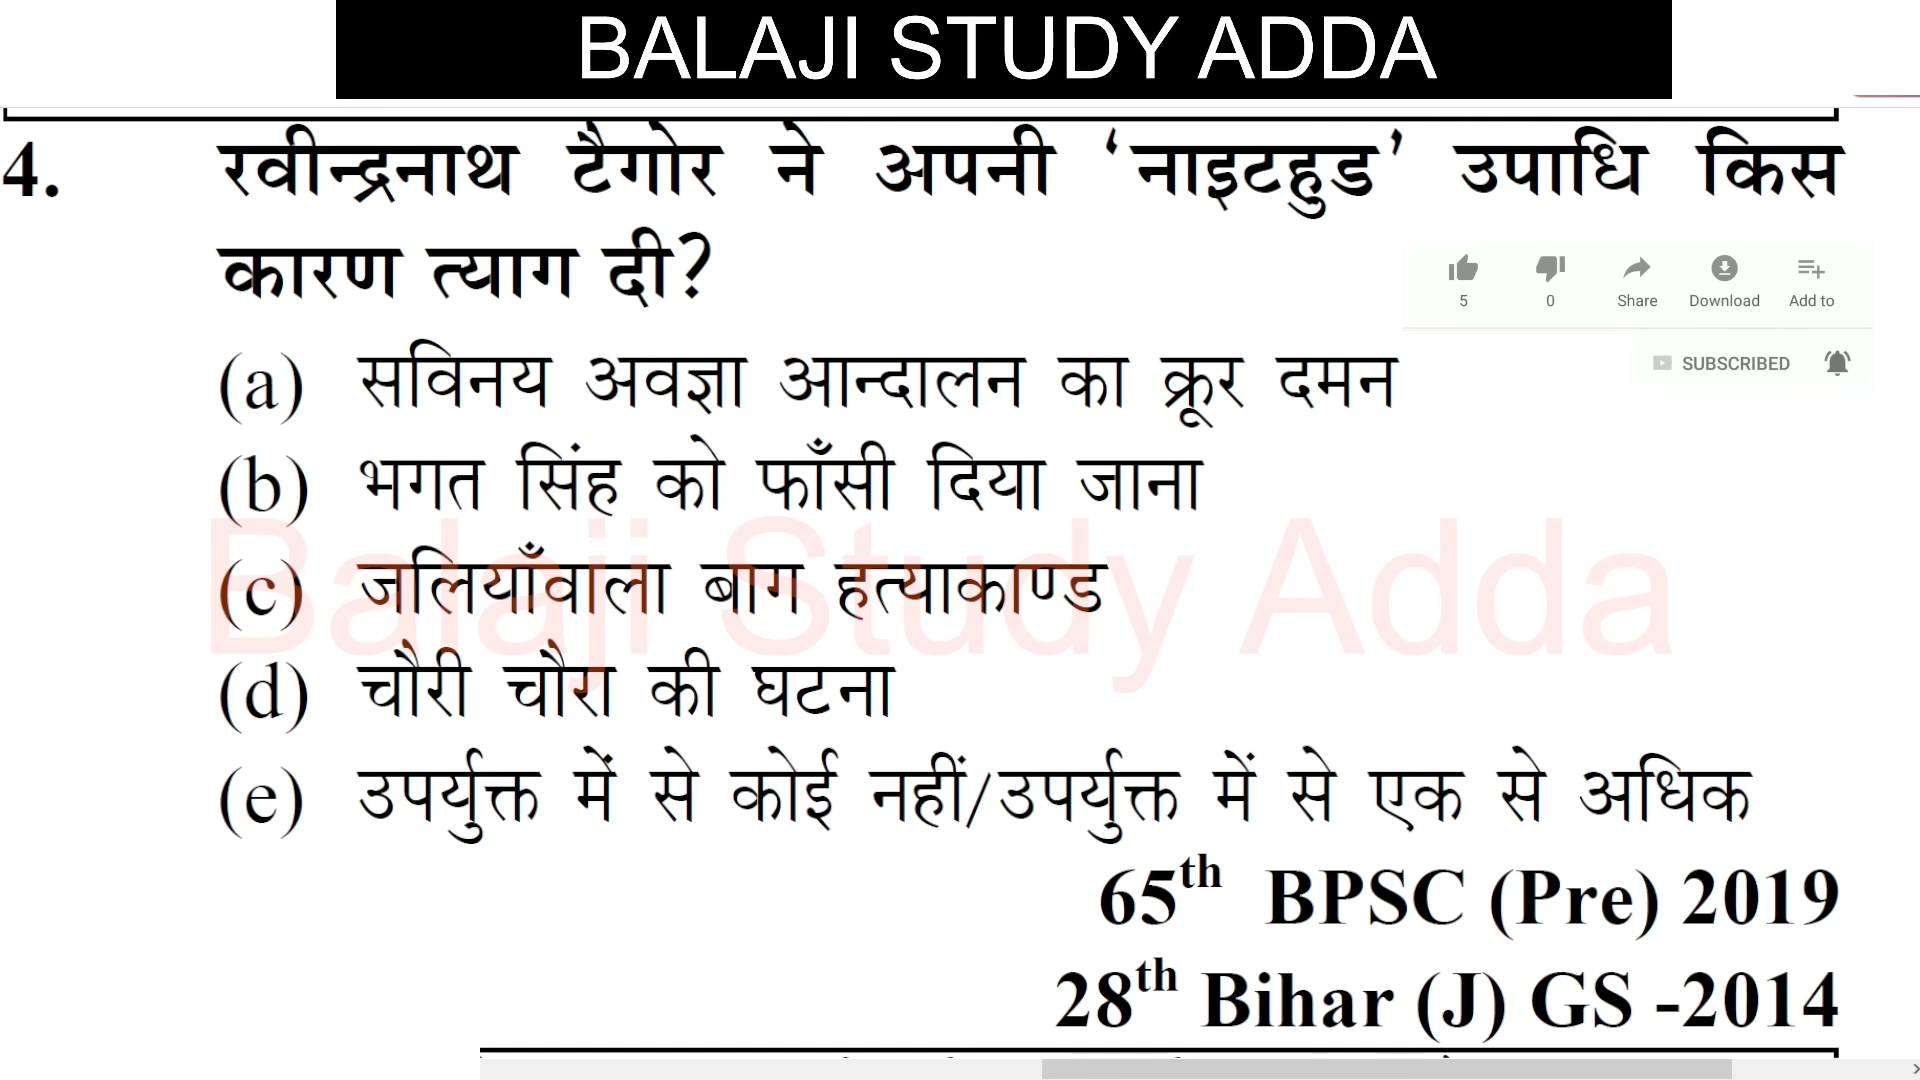 BALAJI STUDY ADDA
4. रवीन्द्रनाथ टैगोर ने अपनी ‘नाइटहुड’ उपाधि किस
कारण त्याग दी?
5 0 Share Download Add to
SUBSCRIBED
(a) सविनय अवज्ञा आन्दालन का क्रूर दमन
(b) भगत सिंह को फाँसी दिया जाना
(c) जलियाँवाला बाग हत्याकाण्ड
Balaji Study Adda
(d) चौरी चौरा की घटना
(e) उपर्युक्त में से कोई नहीं/उपर्युक्त में से एक से अधिक
65th BPSC (Pre) 2019
28th Bihar (J) GS -2014